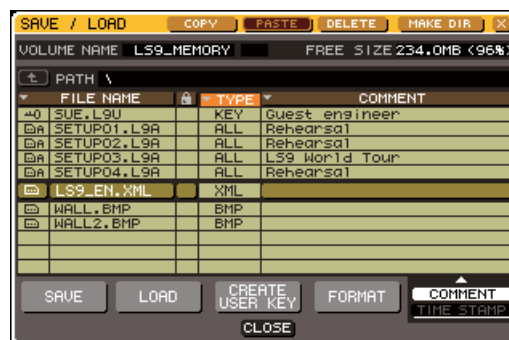 SAVE / LOAD COPY PASTE DELETE MAKE DIR X
VOLUME NAME LS9_MEMORY FREE SIZE 234.0MB (96%)
PATH \
FILE NAME TYPE COMMENT
SUE.L9U KEY Guest engineer
SETUP01.L9A ALL Rehearsal
SETUP02.L9A ALL Rehearsal
SETUP03.L9A ALL LS9 World Tour
SETUP04.L9A ALL Rehearsal
LS9_EN.XML XML
WALL.BMP BMP
WALL2.BMP BMP
SAVE LOAD CREATE USER KEY FORMAT COMMENT
TIME STAMP
CLOSE